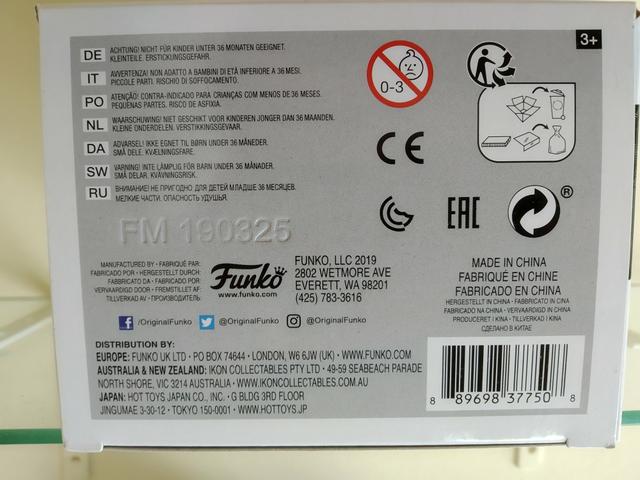 3+
DE ACHTUNG! NICHT FÜR KINDER UNTER 36 MONATEN GEEIGNET.
KLEINTEILE. ERSTICKUNGSGEFAHR.
IT AVVERTENZA! NON ADATTO A BAMBINI DI ETÀ INFERIORE A 36 MESI.
PICCOLE PARTI. RISCHIO DI SOFFOCAMENTO.
PO ATENÇÃO! CONTRA-INDICADO PARA CRIANÇAS COM MENOS DE 36 MESES.
PEQUENAS PARTES. RISCO DE ASFIXIA.
NL WAARSCHUWING! NIET GESCHIKT VOOR KINDEREN JONGER DAN 36 MAANDEN.
KLEINE ONDERDELEN. VERSTIKKINGSGEVAAR.
DA ADVARSEL! IKKE EGNET TIL BØRN UNDER 36 MÅNEDER.
SMÅ DELE. KVÆLNINGSFARE.
SW VARNING! INTE LÄMPLIG FÖR BARN UNDER 36 MÅNADER.
SMÅ DELAR. KVÄVNINGSRISK.
RU ВНИМАНИЕ! НЕ ПРИГОДНО ДЛЯ ДЕТЕЙ МЛАДШЕ 36 МЕСЯЦЕВ.
МЕЛКИЕ ЧАСТИ. ОПАСНОСТЬ УДУШЬЯ.
0-3
CE
EAC
®
FM 190325
MANUFACTURED BY • FABRIQUÉ PAR:
FABRICADO POR • HERGESTELLT DURCH:
FABBRICATO DA • FABRICADO POR:
VERVAARDIGD DOOR • FREMSTILLET AF:
TILLVERKAD AV • ПРОИЗВОДИТЕЛЬ:
Funko
www.funko.com
FUNKO, LLC 2019
2802 WETMORE AVE
EVERETT, WA 98201
(425) 783-3616
MADE IN CHINA
FABRIQUÉ EN CHINE
FABRICADO EN CHINA
HERGESTELLT IN CHINA • FABBRICATO IN CINA
FABRICADO NA CHINA • VERVAARDIGD IN CHINA
PRODUCERET I KINA • TILLVERKAD I KINA
СДЕЛАНО В КИТАЕ
/OriginalFunko @OriginalFunko @OriginalFunko
DISTRIBUTION BY:
EUROPE: FUNKO UK LTD • PO BOX 74644 • LONDON, W6 6JW (UK) • WWW.FUNKO.COM
AUSTRALIA & NEW ZEALAND: IKON COLLECTABLES PTY LTD • 49-59 SEABEACH PARADE
NORTH SHORE, VIC 3214 AUSTRALIA • WWW.IKONCOLLECTABLES.COM.AU
JAPAN: HOT TOYS JAPAN CO., INC. • G BLDG 3RD FLOOR
JINGUMAE 3-30-12 • TOKYO 150-0001 • WWW.HOTTOYS.JP
8 89698 37750 8